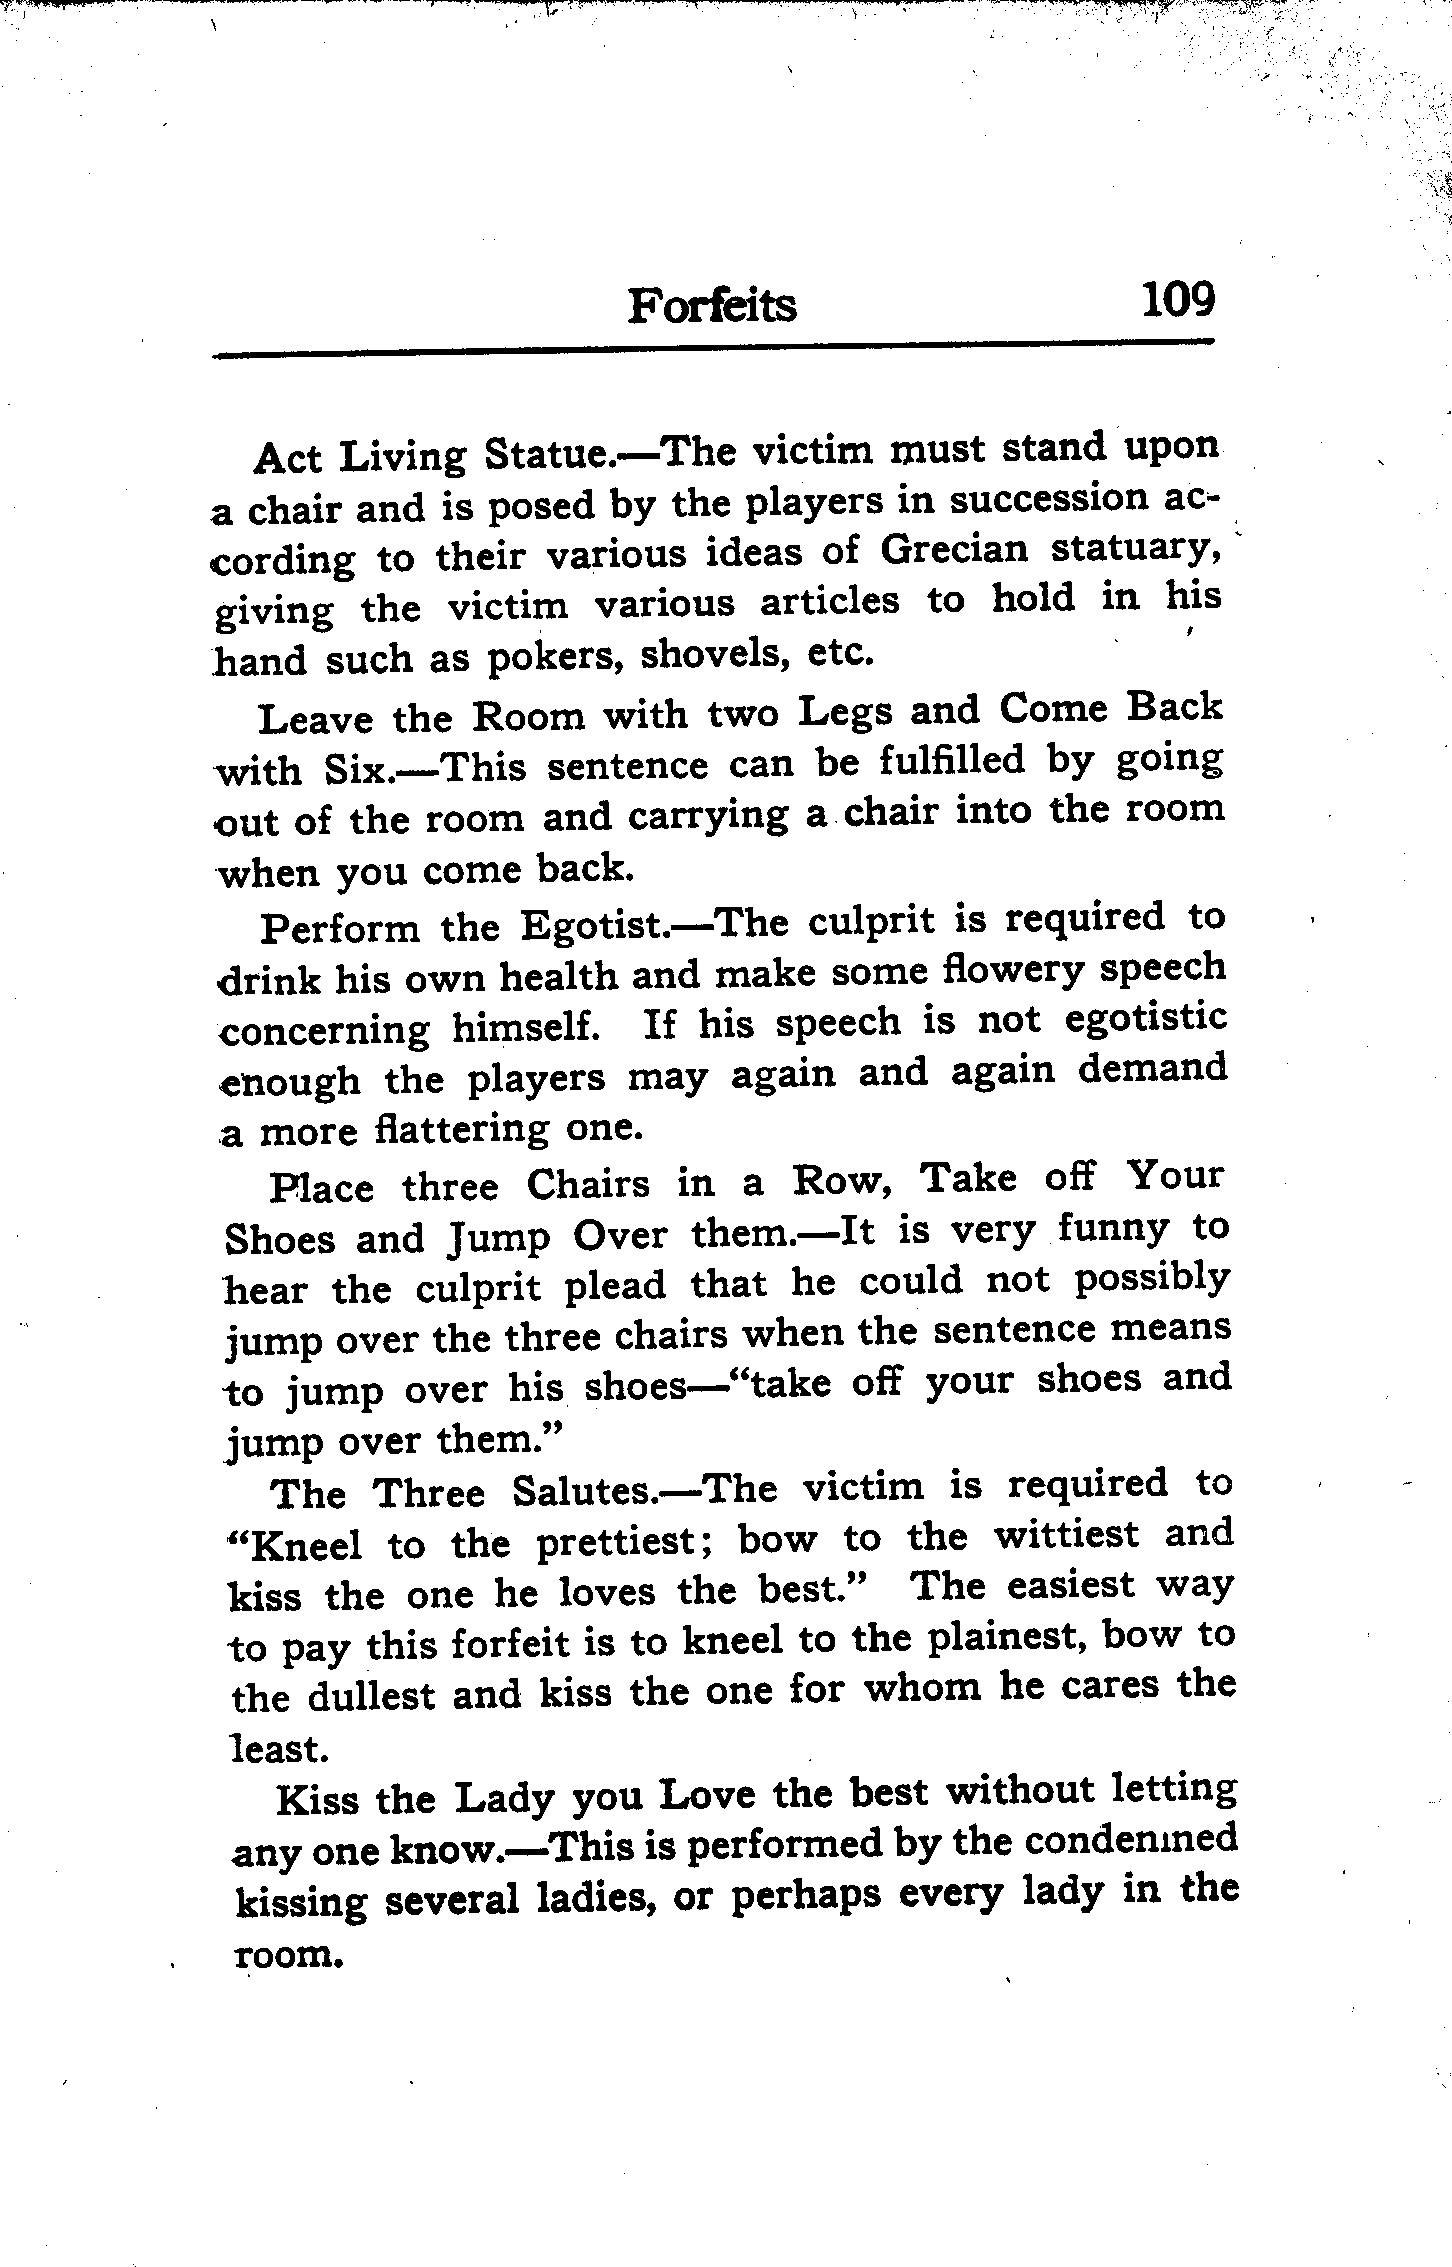 Forfeits 109
Act Living Statue.—The victim must stand upon
a chair and is posed by the players in succession ac-
cording to their various ideas of Grecian statuary,
giving the victim various articles to hold in his
hand such as pokers, shovels, etc.
Leave the Room with two Legs and Come Back
with Six.—This sentence can be fulfilled by going
out of the room and carrying a chair into the room
when you come back.
Perform the Egotist.—The culprit is required to
drink his own health and make some flowery speech
concerning himself. If his speech is not egotistic
enough the players may again and again demand
a more flattering one.
Place three Chairs in a Row, Take off Your
Shoes and Jump Over them.—It is very funny to
hear the culprit plead that he could not possibly
jump over the three chairs when the sentence means
to jump over his shoes—“take off your shoes and
jump over them.”
The Three Salutes.—The victim is required to
“Kneel to the prettiest; bow to the wittiest and
kiss the one he loves the best.” The easiest way
to pay this forfeit is to kneel to the plainest, bow to
the dullest and kiss the one for whom he cares the
least.
Kiss the Lady you Love the best without letting
any one know.—This is performed by the condemned
kissing several ladies, or perhaps every lady in the
room.